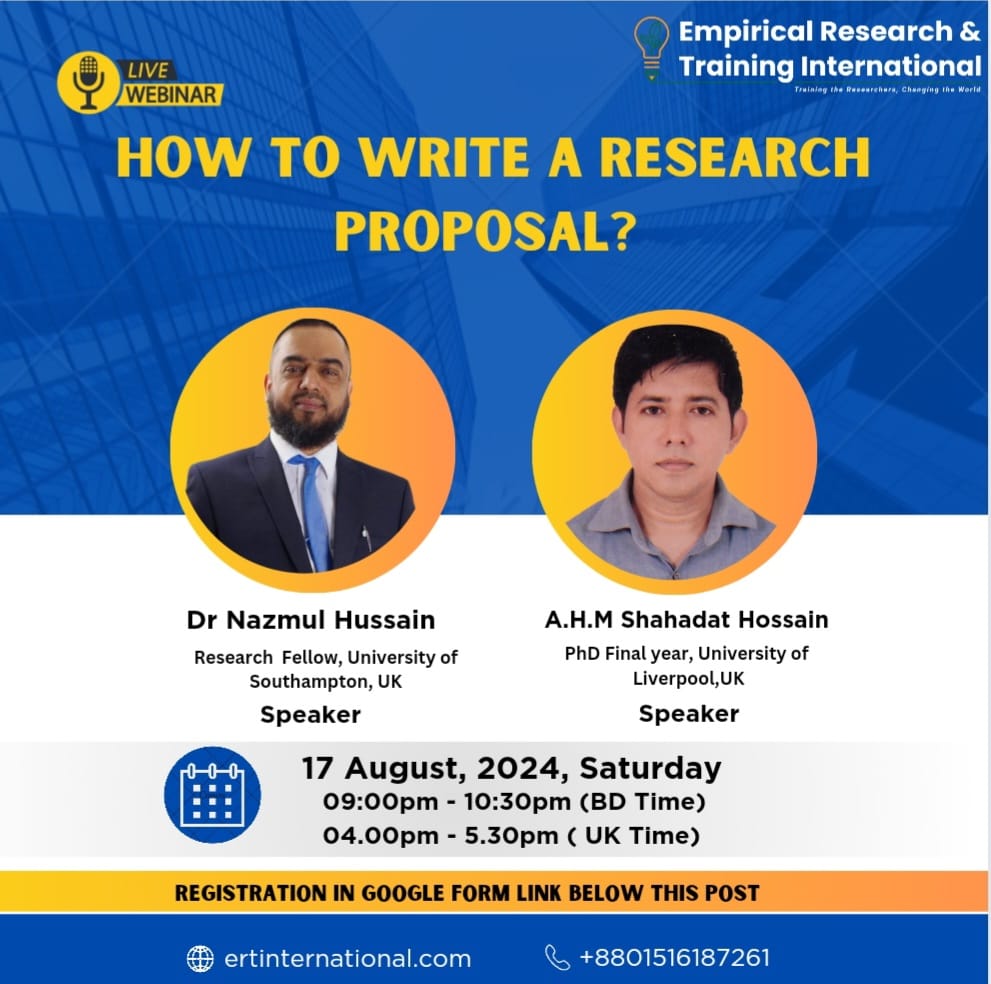 Empirical Research &
Training International
Training the Researchers, Changing the World
LIVE
WEBINAR
HOW TO WRITE A RESEARCH
PROPOSAL?
Dr Nazmul Hussain
Research Fellow, University of
Southampton, UK
Speaker
A.H.M Shahadat Hossain
PhD Final year, University of
Liverpool,UK
Speaker
17 August, 2024, Saturday
09:00pm - 10:30pm (BD Time)
04.00pm - 5.30pm ( UK Time)
REGISTRATION IN GOOGLE FORM LINK BELOW THIS POST
ertinternational.com
+8801516187261